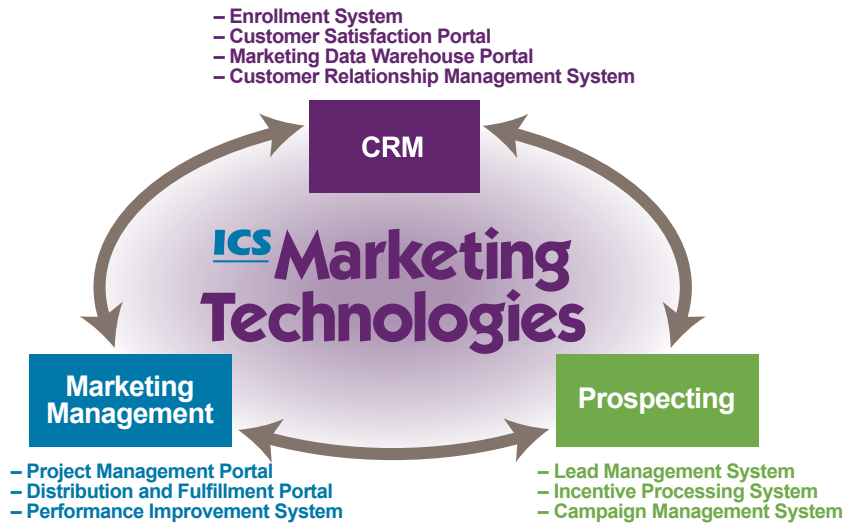 – Enrollment System
– Customer Satisfaction Portal
– Marketing Data Warehouse Portal
– Customer Relationship Management System
CRM
ICS Marketing
Technologies
Marketing
Management
Prospecting
– Project Management Portal
– Distribution and Fulfillment Portal
– Performance Improvement System
– Lead Management System
– Incentive Processing System
– Campaign Management System